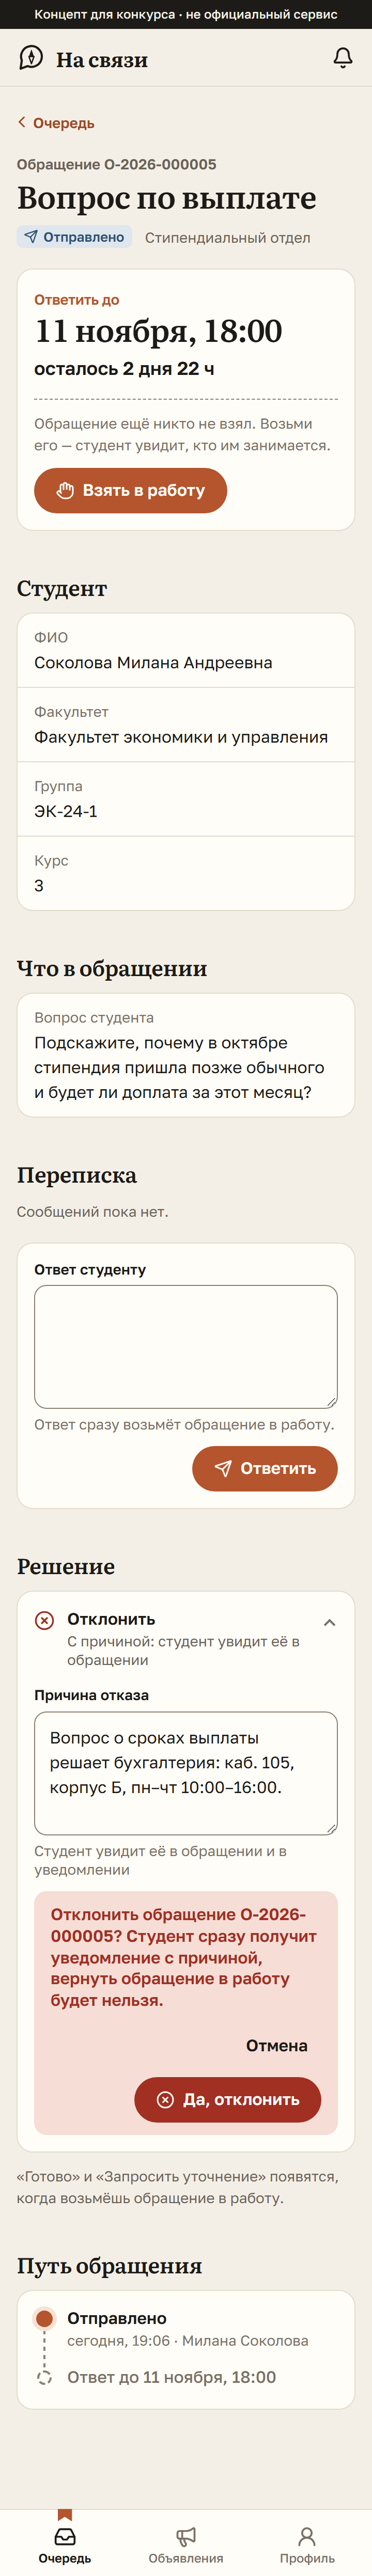 Концепт для конкурса · не официальный сервис
На связи
Очередь
Обращение О-2026-000005
Вопрос по выплате
Отправлено
Стипендиальный отдел
Ответить до
11 ноября, 18:00
осталось 2 дня 22 ч
Обращение ещё никто не взял. Возьми
его — студент увидит, кто им занимается.
Взять в работу
Студент
ФИО
Соколова Милана Андреевна
Факультет
Факультет экономики и управления
Группа
ЭК-24-1
Курс
3
Что в обращении
Вопрос студента
Подскажите, почему в октябре
стипендия пришла позже обычного
и будет ли доплата за этот месяц?
Переписка
Сообщений пока нет.
Ответ студенту
Ответ сразу возьмёт обращение в работу.
Ответить
Решение
Отклонить
С причиной: студент увидит её в
обращении
Причина отказа
Вопрос о сроках выплаты
решает бухгалтерия: каб. 105,
корпус Б, пн–чт 10:00–16:00.
Студент увидит её в обращении и в
уведомлении
Отклонить обращение О-2026-
000005? Студент сразу получит
уведомление с причиной,
вернуть обращение в работу
будет нельзя.
Отмена
Да, отклонить
«Готово» и «Запросить уточнение» появятся,
когда возьмёшь обращение в работу.
Путь обращения
Отправлено
сегодня, 19:06 · Милана Соколова
Ответ до 11 ноября, 18:00
Очередь
Объявления
Профиль